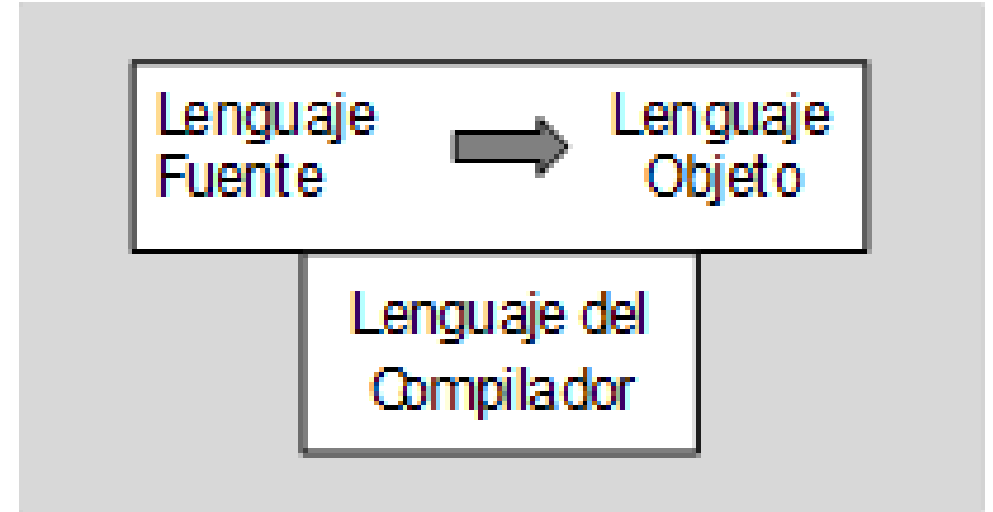 Lenguaje
Fuente
Lenguaje
Objeto
Lenguaje del
Compilador